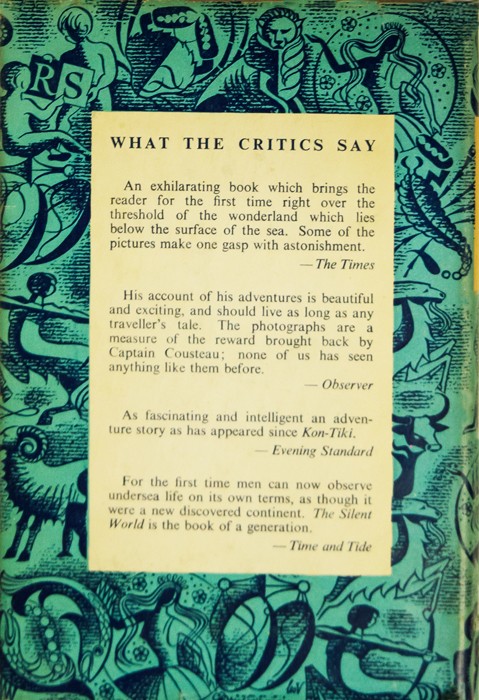 RS
WHAT THE CRITICS SAY
An exhilarating book which brings the
reader for the first time right over the
threshold of the wonderland which lies
below the surface of the sea. Some of the
pictures make one gasp with astonishment.
— The Times
His account of his adventures is beautiful
and exciting, and should live as long as any
traveller's tale. The photographs are a
measure of the reward brought back by
Captain Cousteau; none of us has seen
anything like them before.
— Observer
As fascinating and intelligent an adven-
ture story as has appeared since Kon-Tiki.
— Evening Standard
For the first time men can now observe
undersea life on its own terms, as though it
were a new discovered continent. The Silent
World is the book of a generation.
— Time and Tide